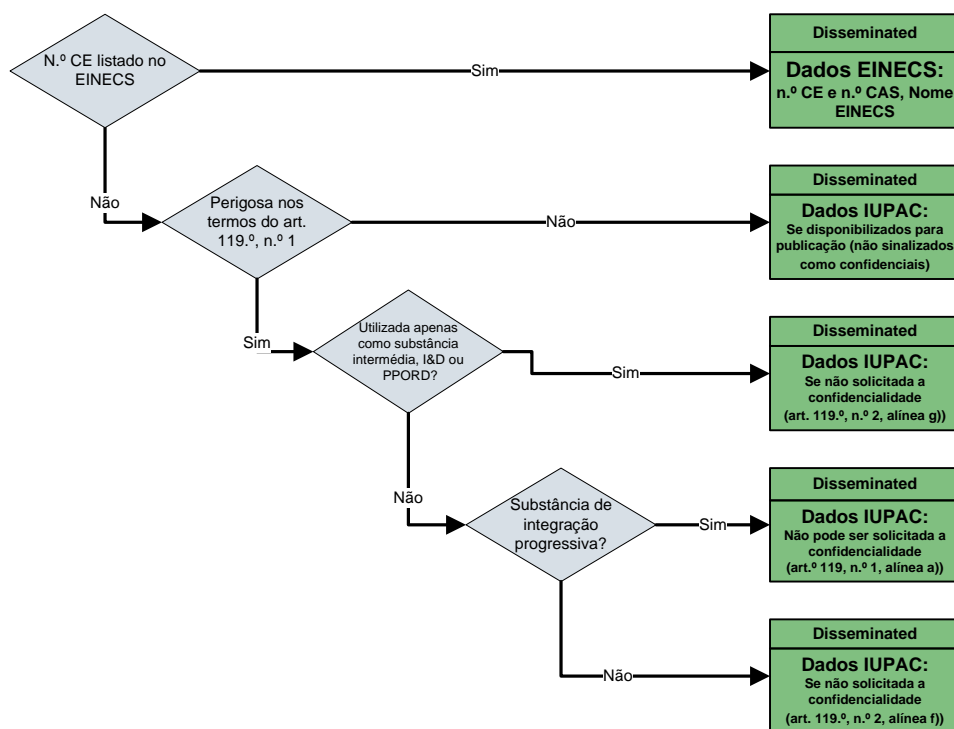 N.º CE listado no
EINECS
Sim
Disseminated
Dados EINECS:
n.º CE e n.º CAS, Nome
EINECS
Não
Perigosa nos
termos do art.
119.º, n.º 1
Não
Disseminated
Dados IUPAC:
Se disponibilizados para
publicação (não sinalizados
como confidenciais)
Sim
Utilizada apenas
como substância
intermédia, I&D ou
PPORD?
Sim
Disseminated
Dados IUPAC:
Se não solicitada a
confidencialidade
(art. 119.º, n.º 2, alínea g))
Não
Substância de
integração
progressiva?
Sim
Disseminated
Dados IUPAC:
Não pode ser solicitada a
confidencialidade
(art.º 119, n.º 1, alínea a))
Não
Disseminated
Dados IUPAC:
Se não solicitada a
confidencialidade
(art. 119.º, n.º 2, alínea f))